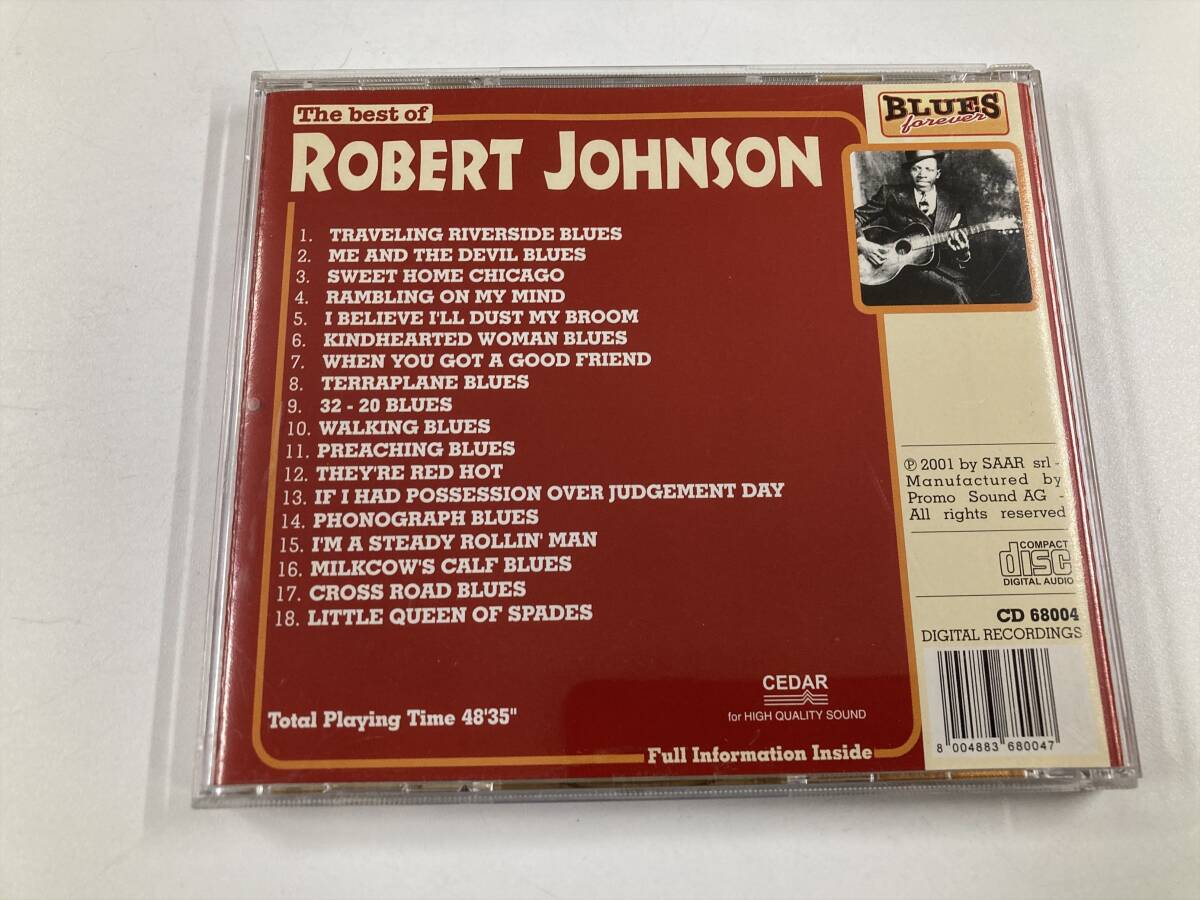 The best of
ROBERT JOHNSON
BLUES
forever
1. TRAVELING RIVERSIDE BLUES
2. ME AND THE DEVIL BLUES
3. SWEET HOME CHICAGO
4. RAMBLING ON MY MIND
5. I BELIEVE I'LL DUST MY BROOM
6. KINDHEARTED WOMAN BLUES
7. WHEN YOU GOT A GOOD FRIEND
8. TERRAPLANE BLUES
9. 32 - 20 BLUES
10. WALKING BLUES
11. PREACHING BLUES
12. THEY'RE RED HOT
13. IF I HAD POSSESSION OVER JUDGEMENT DAY
14. PHONOGRAPH BLUES
15. I'M A STEADY ROLLIN' MAN
16. MILKCOW'S CALF BLUES
17. CROSS ROAD BLUES
18. LITTLE QUEEN OF SPADES
Total Playing Time 48'35"
CEDAR
for HIGH QUALITY SOUND
Full Information Inside
℗ 2001 by SAAR srl -
Manufactured by
Promo Sound AG -
All rights reserved
COMPACT
disc
DIGITAL AUDIO
CD 68004
DIGITAL RECORDINGS
8 004883 680047